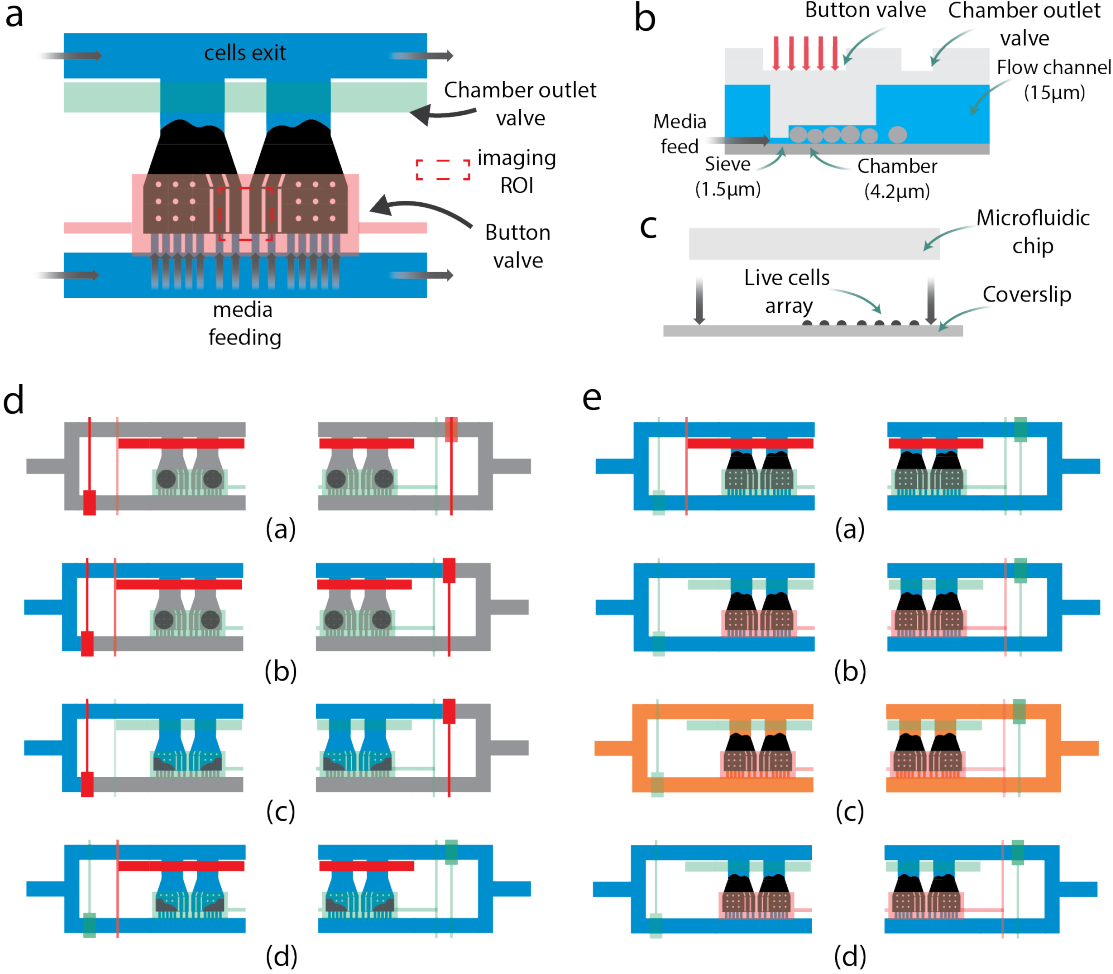 a
cells exit
Chamber outlet
valve
imaging
ROI
Button
valve
media
feeding
b
Button valve
Chamber outlet
valve
Flow channel
(15μm)
Media
feed
Sieve
(1.5μm)
Chamber
(4.2μm)
c
Microfluidic
chip
Live cells
array
Coverslip
d
(a)
(b)
(c)
(d)
e
(a)
(b)
(c)
(d)